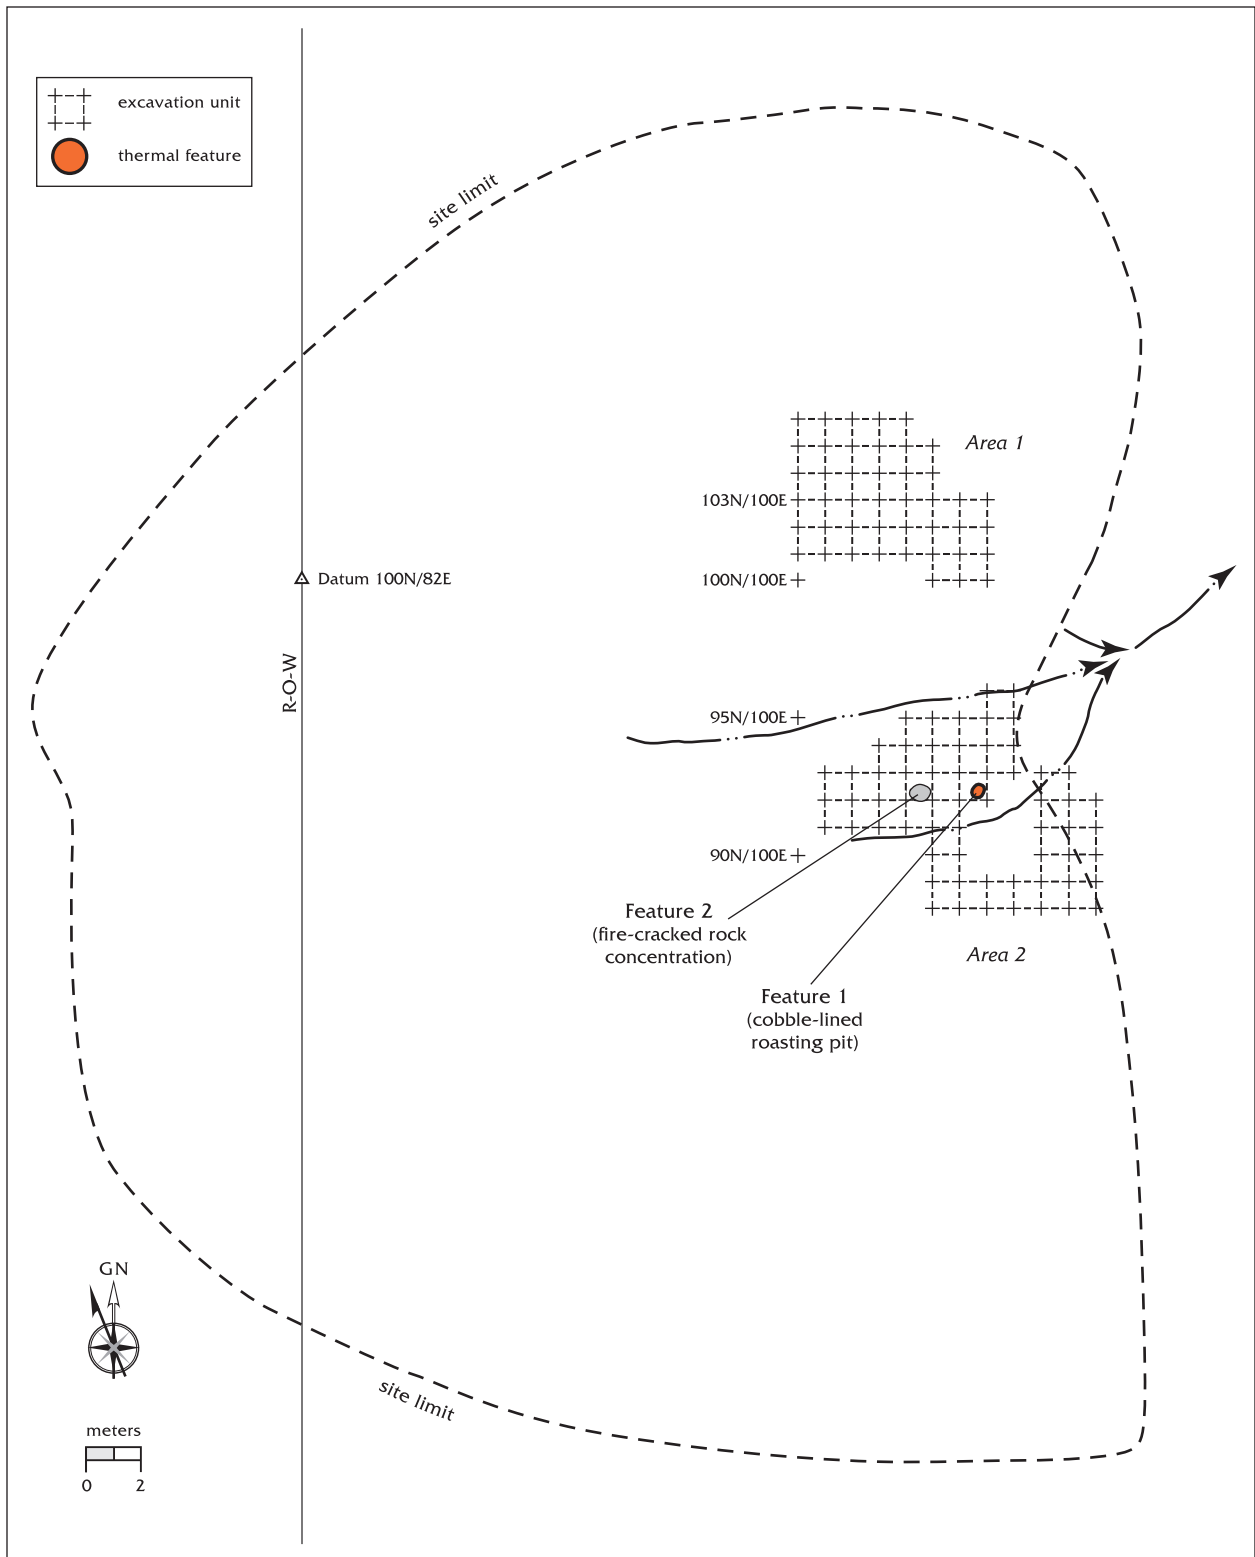 excavation unit
thermal feature
site limit
Area 1
103N/100E
Datum 100N/82E
100N/100E
R-O-W
95N/100E
90N/100E
Feature 2
(fire-cracked rock
concentration)
Area 2
Feature 1
(cobble-lined
roasting pit)
GN
site limit
meters
0 2